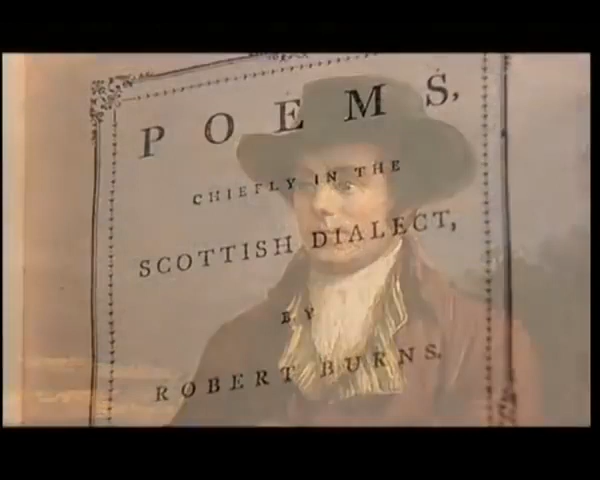 POEMS,
CHIEFLY IN THE
SCOTTISH DIALECT,
BY
ROBERT BURNS.